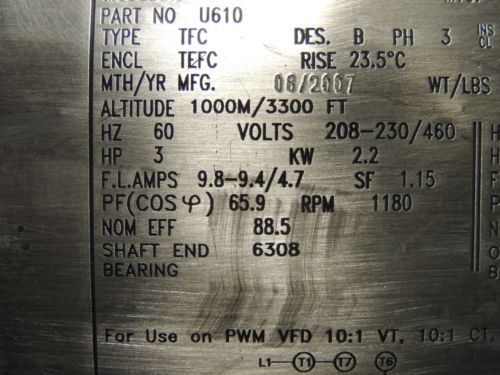 PART NO U610
TYPE TFC DES. B PH 3 INS
ENCL TEFC RISE 23.5°C CL
MTH/YR MFG. 08/2007 WT/LBS
ALTITUDE 1000M/3300 FT
HZ 60 VOLTS 208-230/460
HP 3 KW 2.2
F.L.AMPS 9.8-9.4/4.7 SF 1.15
PF(COSφ) 65.9 RPM 1180
NOM EFF 88.5
SHAFT END 6308
BEARING
For Use on PWM VFD 10:1 VT, 10:1 CT,
L1 T1 T7 T6